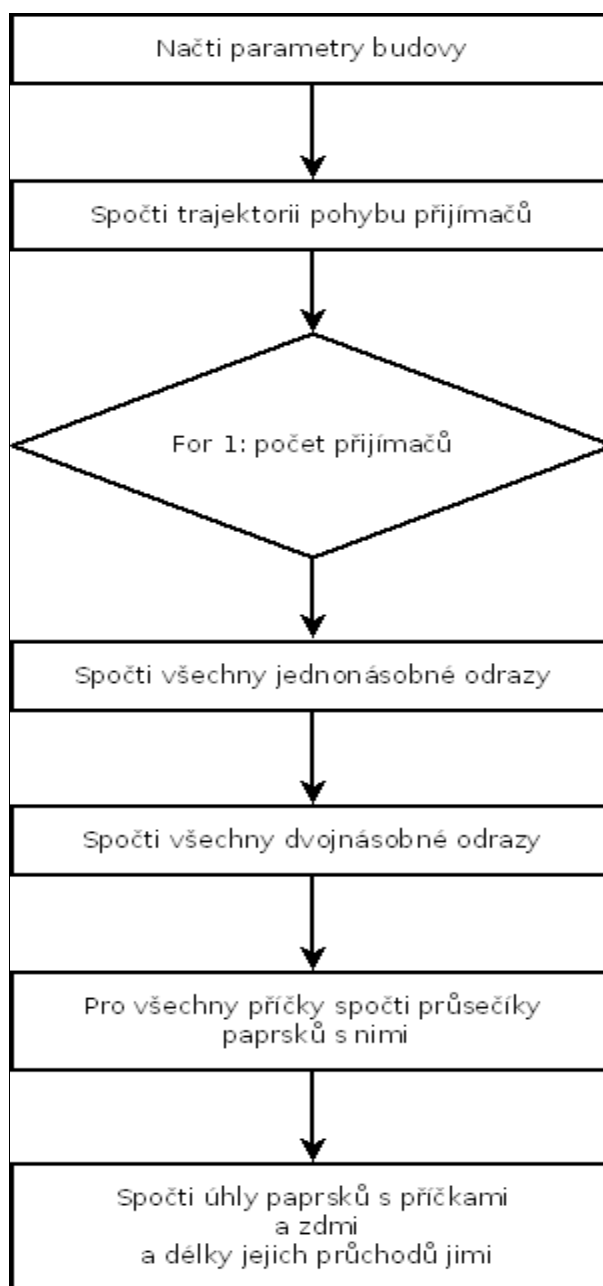 Načti parametry budovy
Spočti trajektorii pohybu přijímačů
For 1: počet přijímačů
Spočti všechny jednonásobné odrazy
Spočti všechny dvojnásobné odrazy
Pro všechny příčky spočti průsečíky
paprsků s nimi
Spočti úhly paprsků s příčkami
a zdmi
a délky jejich průchodů jimi